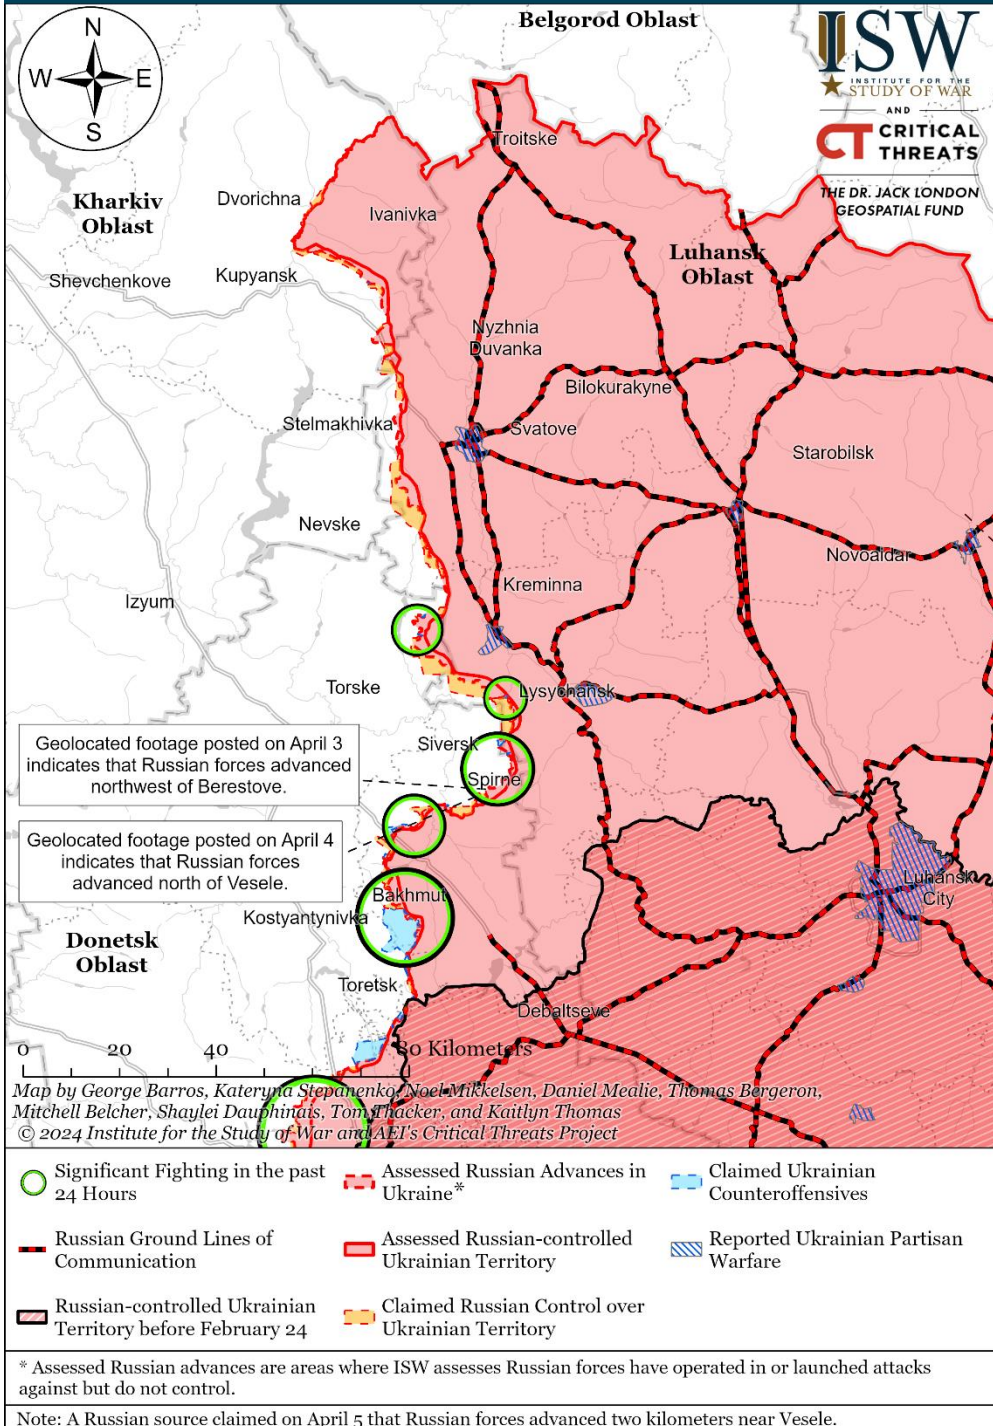 Belgorod Oblast
N
W
E
S
ISW
INSTITUTE FOR THE
STUDY OF WAR
AND
CT CRITICAL
THREATS
THE DR. JACK LONDON
GEOSPATIAL FUND
Troitske
Kharkiv
Oblast
Dvorichna
Ivanivka
Luhansk
Oblast
Shevchenkove
Kupyansk
Nyzhnia
Duvanka
Bilokurakyne
Stelmakhivka
Svatove
Starobilsk
Nevske
Novoaidar
Kreminna
Izyum
Torske
Lysychansk
Geolocated footage posted on April 3
indicates that Russian forces advanced
northwest of Berestove.
Siversk
Spirne
Geolocated footage posted on April 4
indicates that Russian forces
advanced north of Vesele.
Bakhmut
Luhansk
City
Kostyantynivka
Donetsk
Oblast
Toretsk
Debaltseve
0 20 40 80 Kilometers
Map by George Barros, Kateryna Stepanenko, Noel Mikkelsen, Daniel Mealie, Thomas Bergeron,
Mitchell Belcher, Shaylei Dauphinais, Tom Thacker, and Kaitlyn Thomas
© 2024 Institute for the Study of War and AEI's Critical Threats Project
Significant Fighting in the past
24 Hours
Assessed Russian Advances in
Ukraine*
Claimed Ukrainian
Counteroffensives
Russian Ground Lines of
Communication
Assessed Russian-controlled
Ukrainian Territory
Reported Ukrainian Partisan
Warfare
Russian-controlled Ukrainian
Territory before February 24
Claimed Russian Control over
Ukrainian Territory
* Assessed Russian advances are areas where ISW assesses Russian forces have operated in or launched attacks
against but do not control.
Note: A Russian source claimed on April 5 that Russian forces advanced two kilometers near Vesele.